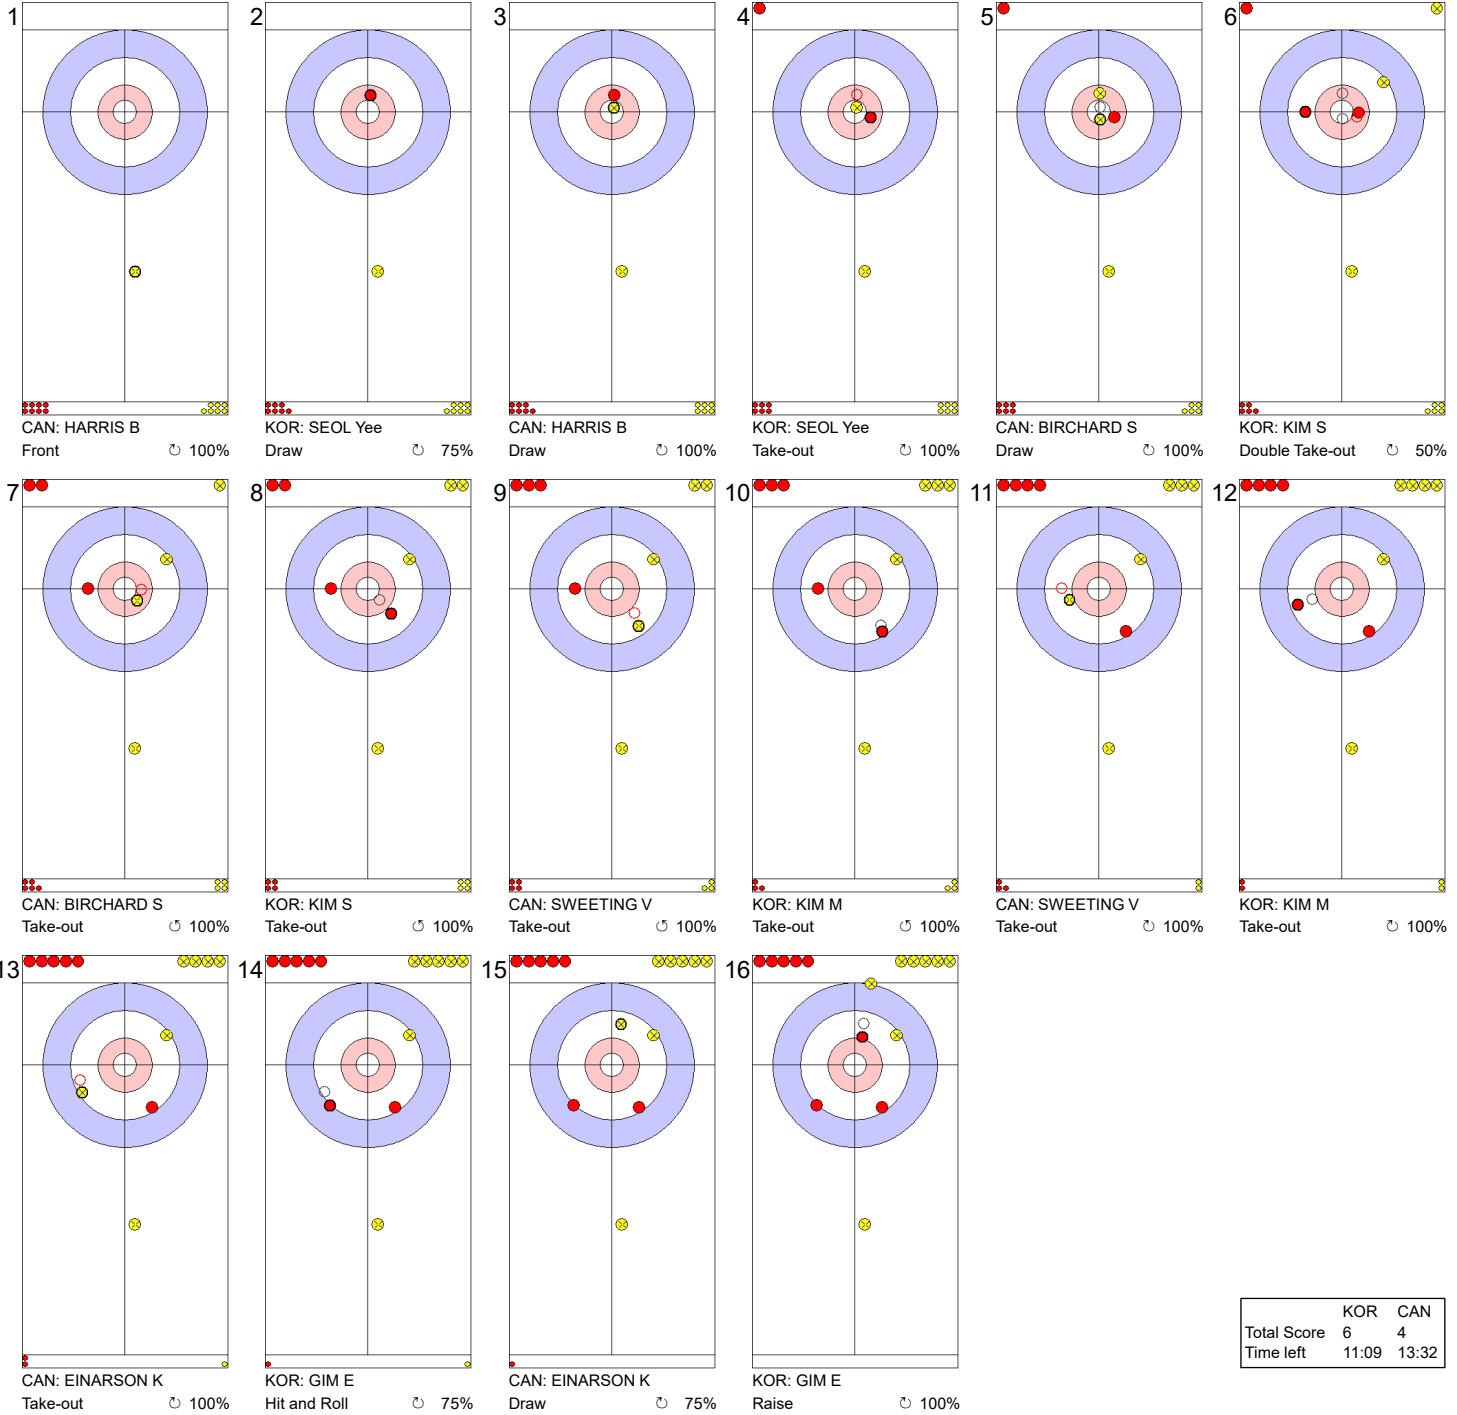 1
CAN: HARRIS B
Front ↻ 100%
2
KOR: SEOL Yee
Draw ↻ 75%
3
CAN: HARRIS B
Draw ↻ 100%
4
KOR: SEOL Yee
Take-out ↻ 100%
5
CAN: BIRCHARD S
Draw ↻ 100%
6
KOR: KIM S
Double Take-out ↻ 50%
7
CAN: BIRCHARD S
Take-out ↺ 100%
8
KOR: KIM S
Take-out ↺ 100%
9
CAN: SWEETING V
Take-out ↺ 100%
10
KOR: KIM M
Take-out ↺ 100%
11
CAN: SWEETING V
Take-out ↺ 100%
12
KOR: KIM M
Take-out ↻ 100%
13
CAN: EINARSON K
Take-out ↻ 100%
14
KOR: GIM E
Hit and Roll ↻ 75%
15
CAN: EINARSON K
Draw ↻ 75%
16
KOR: GIM E
Raise ↻ 100%
KOR CAN
Total Score 6 4
Time left 11:09 13:32